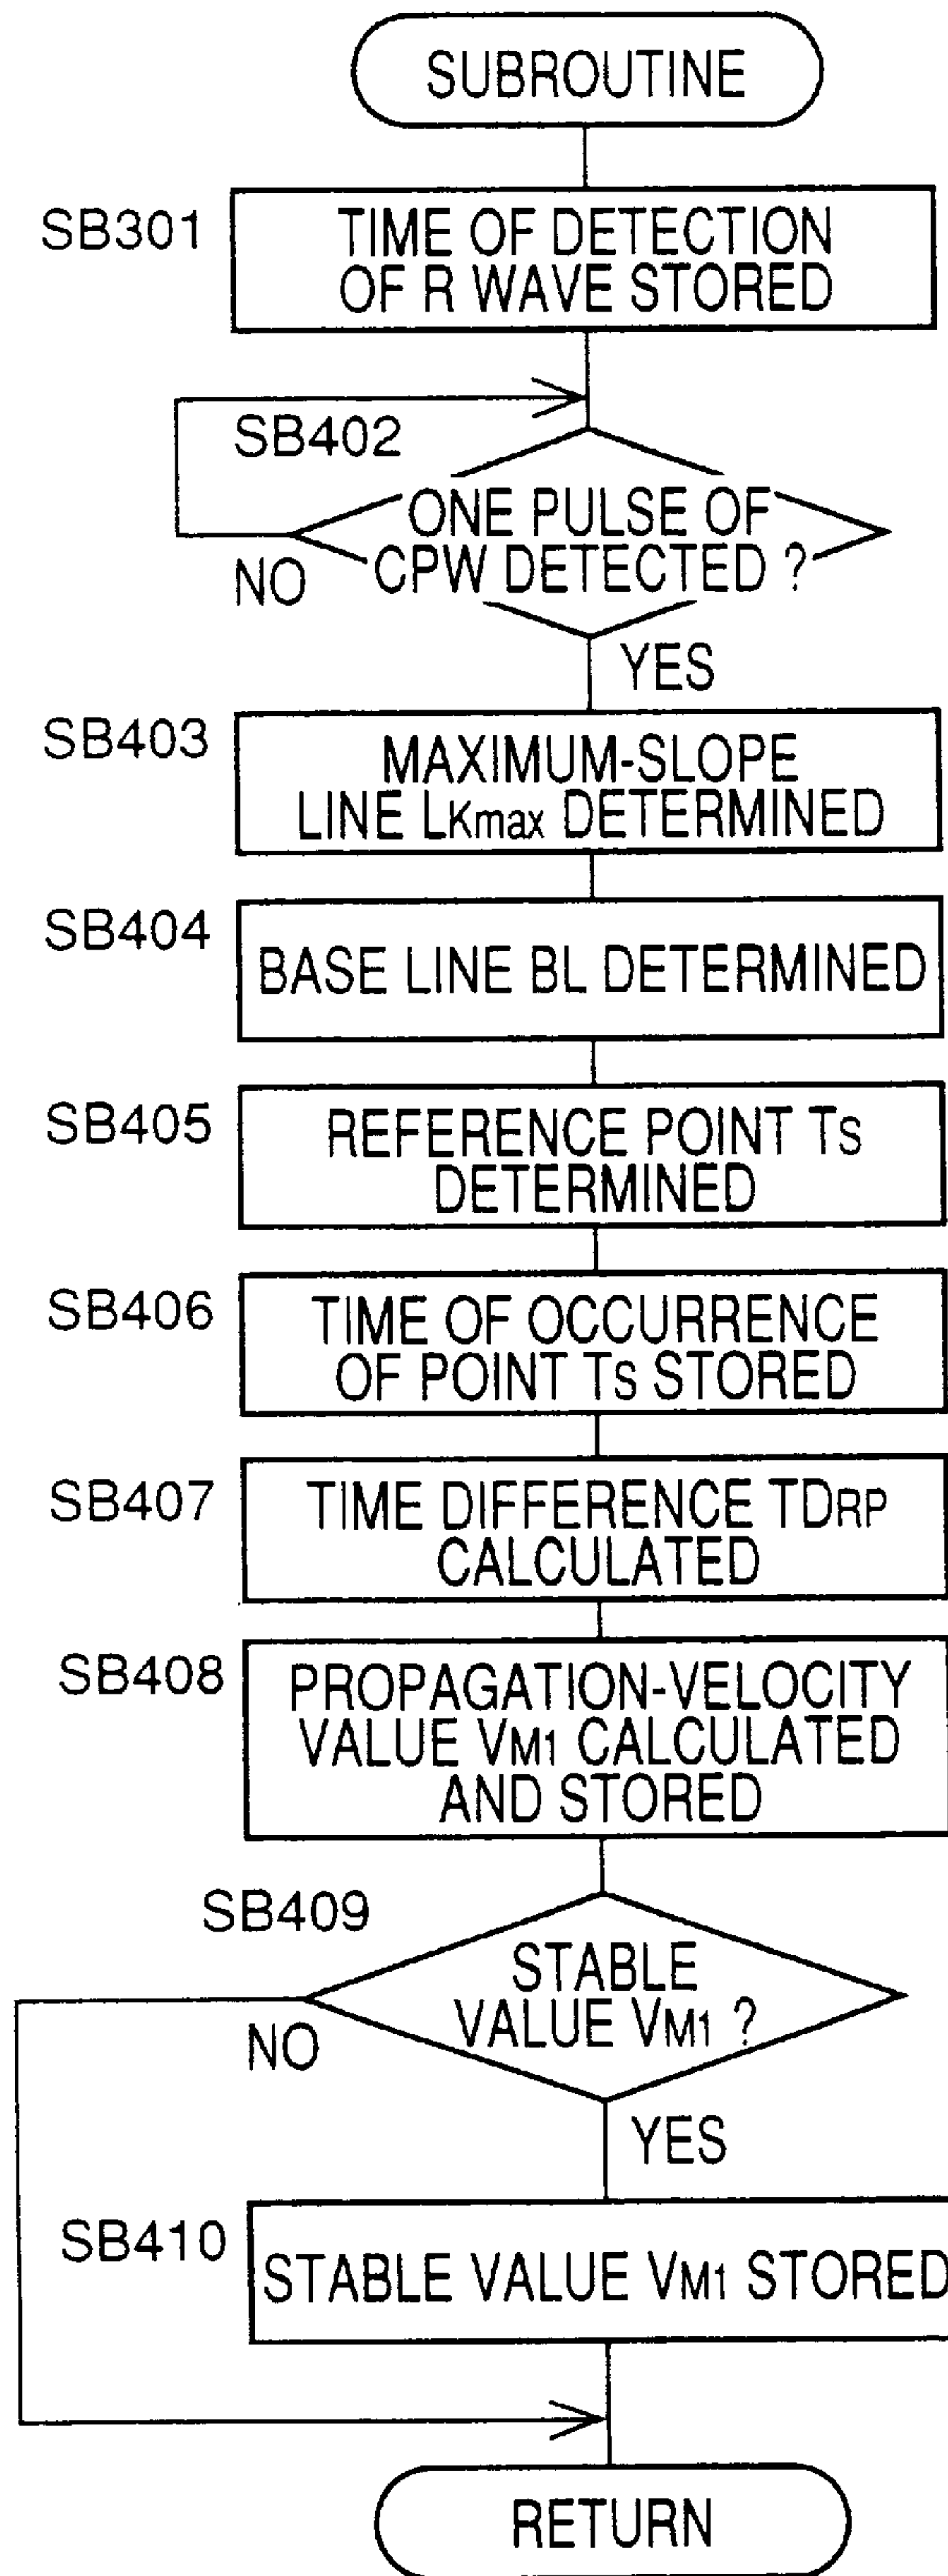 SUBROUTINE
SB301
TIME OF DETECTION
OF R WAVE STORED
SB402
ONE PULSE OF
CPW DETECTED ?
NO
YES
SB403
MAXIMUM-SLOPE
LINE LKmax DETERMINED
SB404
BASE LINE BL DETERMINED
SB405
REFERENCE POINT TS
DETERMINED
SB406
TIME OF OCCURRENCE
OF POINT TS STORED
SB407
TIME DIFFERENCE TDRP
CALCULATED
SB408
PROPAGATION-VELOCITY
VALUE VM1 CALCULATED
AND STORED
SB409
STABLE
VALUE VM1 ?
NO
YES
SB410
STABLE VALUE VM1 STORED
RETURN